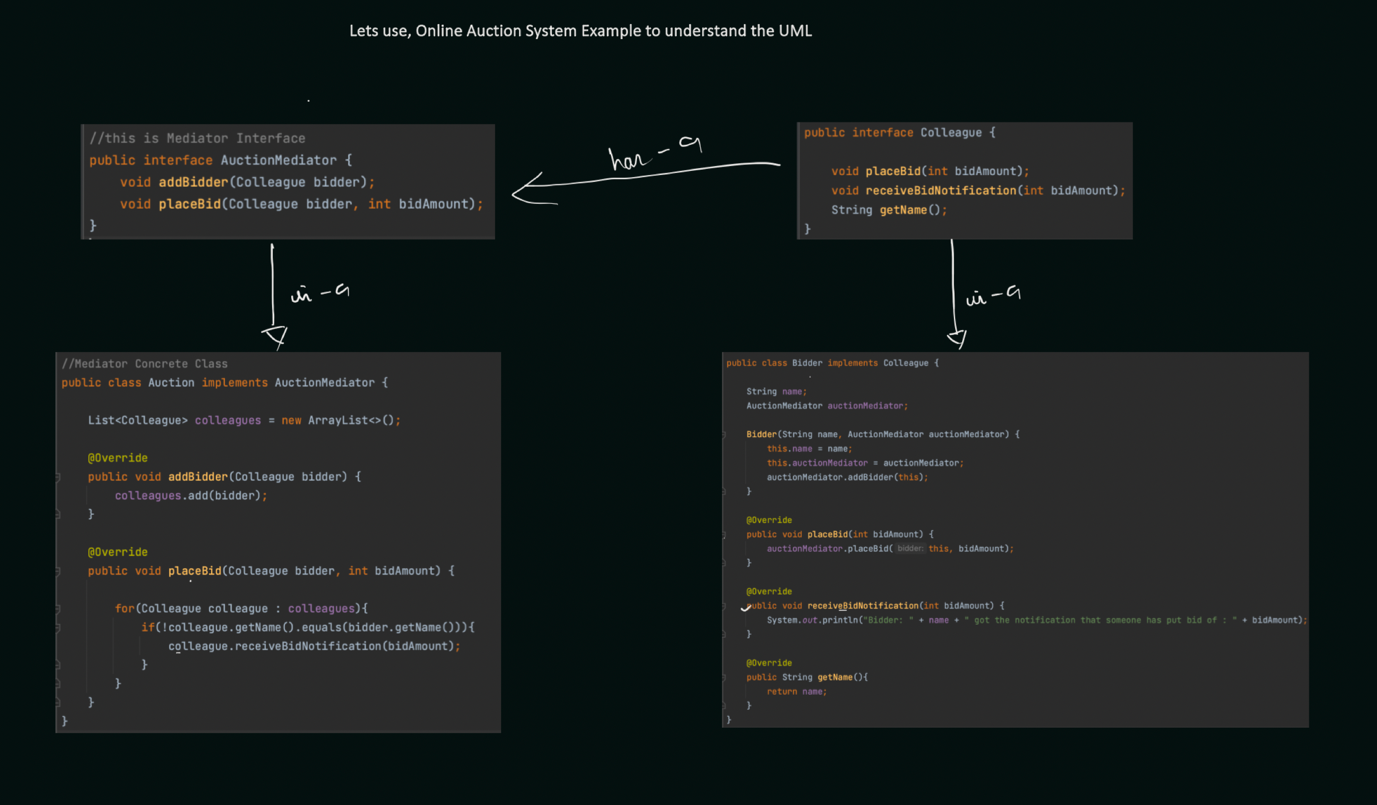 Lets use, Online Auction System Example to understand the UML
//this is Mediator Interface
public interface AuctionMediator {
void addBidder(Colleague bidder);
void placeBid(Colleague bidder, int bidAmount);
}
has-a
public interface Colleague {
void placeBid(int bidAmount);
void receiveBidNotification(int bidAmount);
String getName();
}
is-a
is-a
//Mediator Concrete Class
public class Auction implements AuctionMediator {
List<Colleague> colleagues = new ArrayList<>();
@Override
public void addBidder(Colleague bidder) {
colleagues.add(bidder);
}
@Override
public void placeBid(Colleague bidder, int bidAmount) {
for(Colleague colleague : colleagues){
if(!colleague.getName().equals(bidder.getName())){
colleague.receiveBidNotification(bidAmount);
}
}
}
}
public class Bidder implements Colleague {
String name;
AuctionMediator auctionMediator;
Bidder(String name, AuctionMediator auctionMediator) {
this.name = name;
this.auctionMediator = auctionMediator;
auctionMediator.addBidder(this);
}
@Override
public void placeBid(int bidAmount) {
auctionMediator.placeBid( bidder: this, bidAmount);
}
@Override
public void receiveBidNotification(int bidAmount) {
System.out.println("Bidder: " + name + " got the notification that someone has put bid of : " + bidAmount);
}
@Override
public String getName(){
return name;
}
}